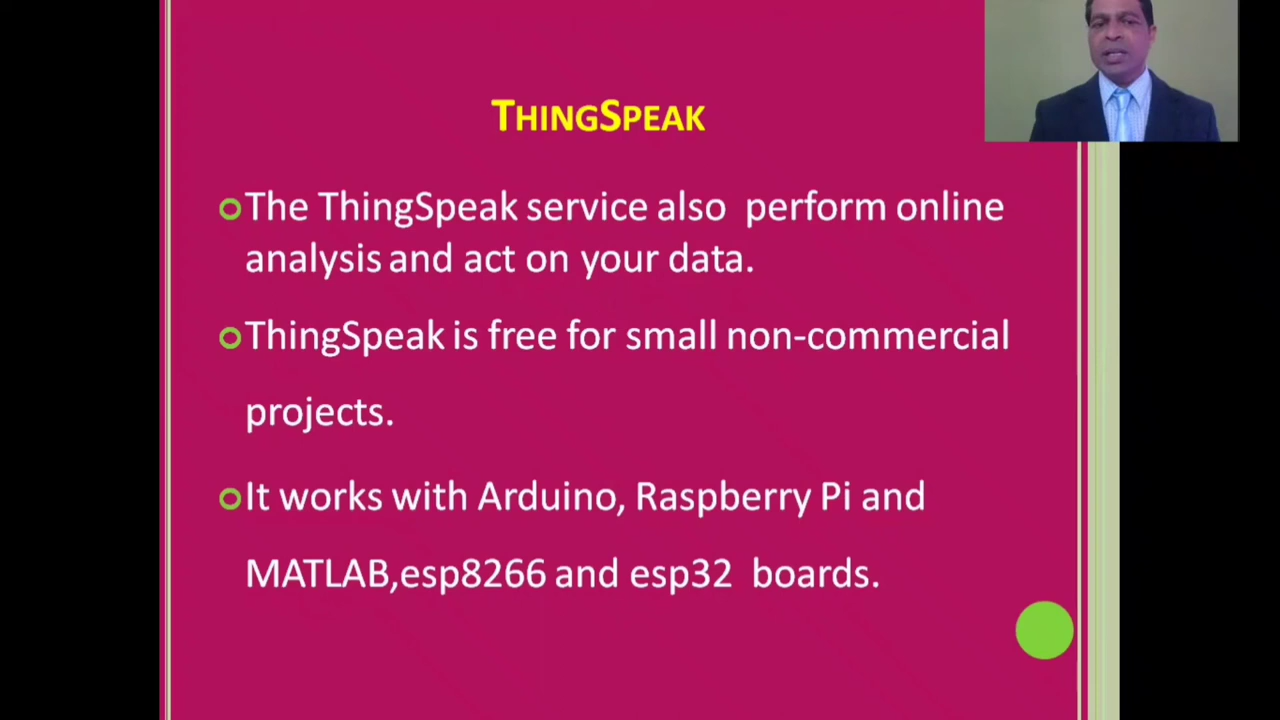 THINGSPEAK
The ThingSpeak service also perform online
analysis and act on your data.
ThingSpeak is free for small non-commercial
projects.
It works with Arduino, Raspberry Pi and
MATLAB,esp8266 and esp32 boards.